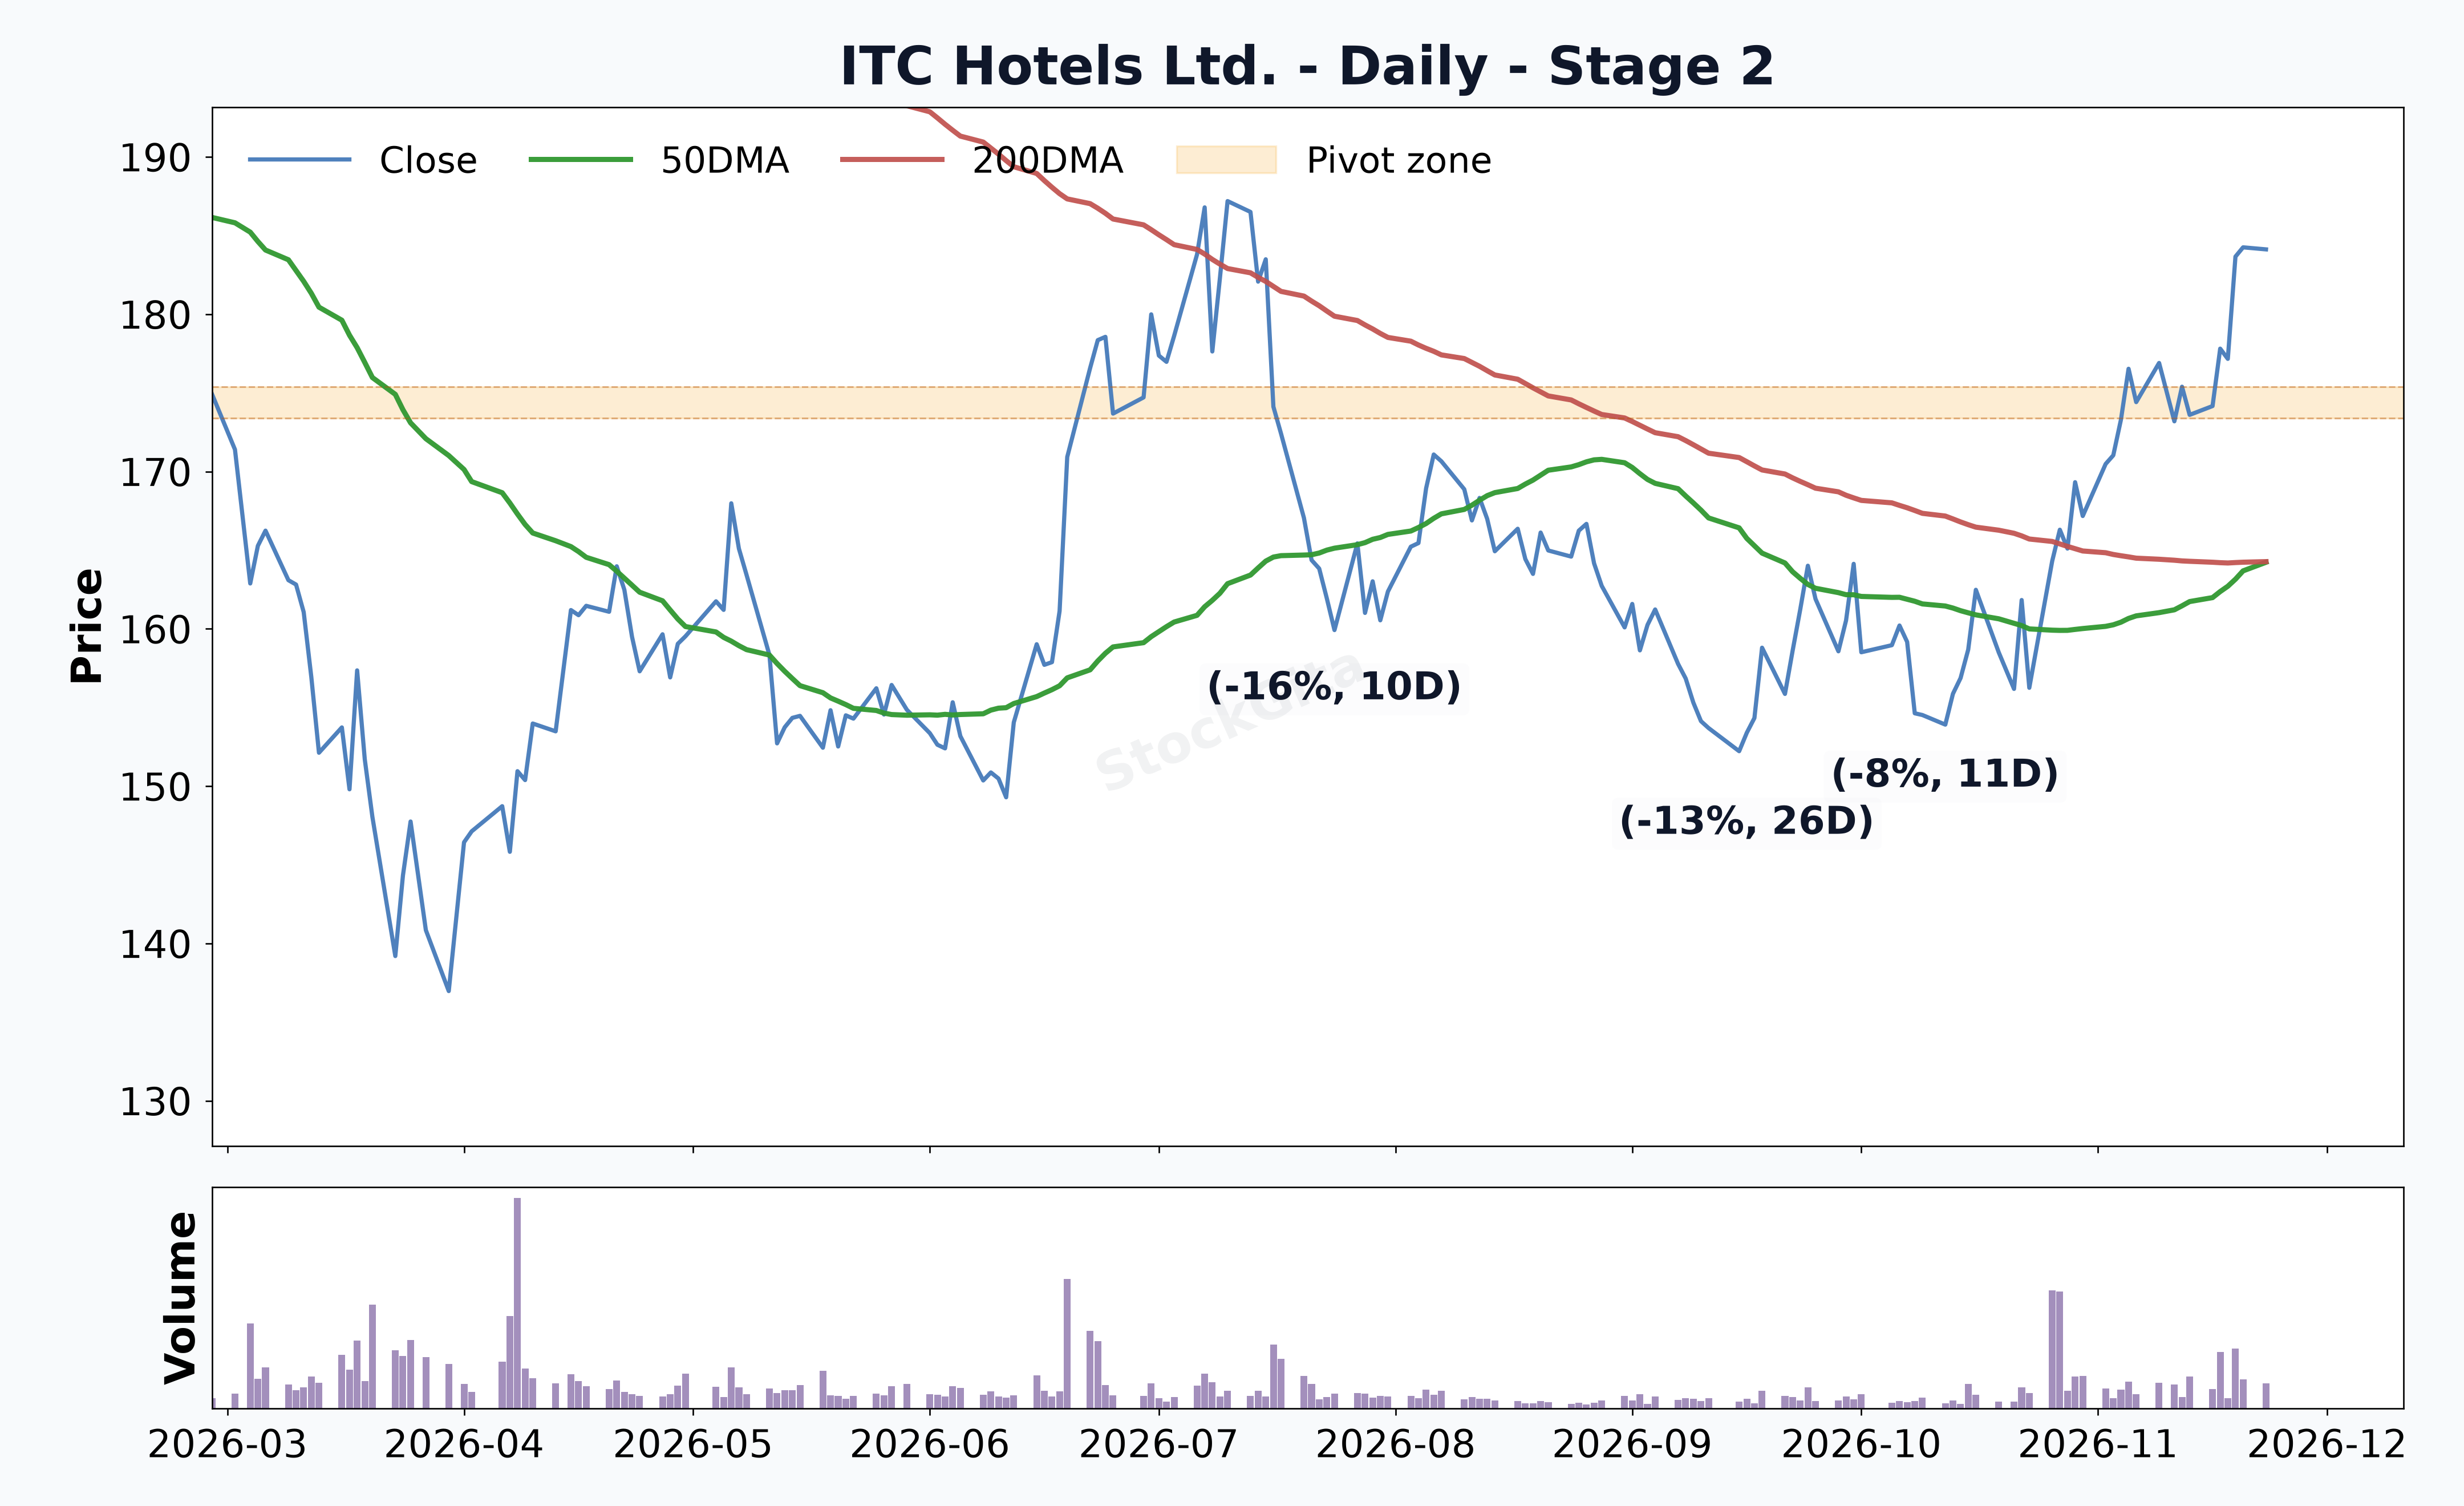 ITC Hotels Ltd. - Daily - Stage 2
Close 50DMA 200DMA Pivot zone
Price
190
180
170
160
150
140
130
(-16%, 10D)
(-8%, 11D)
(-13%, 26D)
StockGita
Volume
2026-03 2026-04 2026-05 2026-06 2026-07 2026-08 2026-09 2026-10 2026-11 2026-12